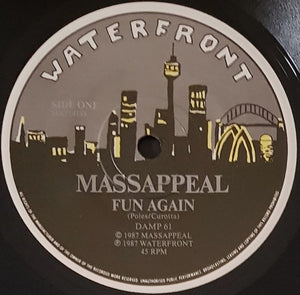 WATERFRONT
SIDE ONE
MASSAPPEAL
FUN AGAIN
(Poles/Curotta)
DAMP 61
© 1987 MASSAPPEAL
℗ 1987 WATERFRONT
45 RPM